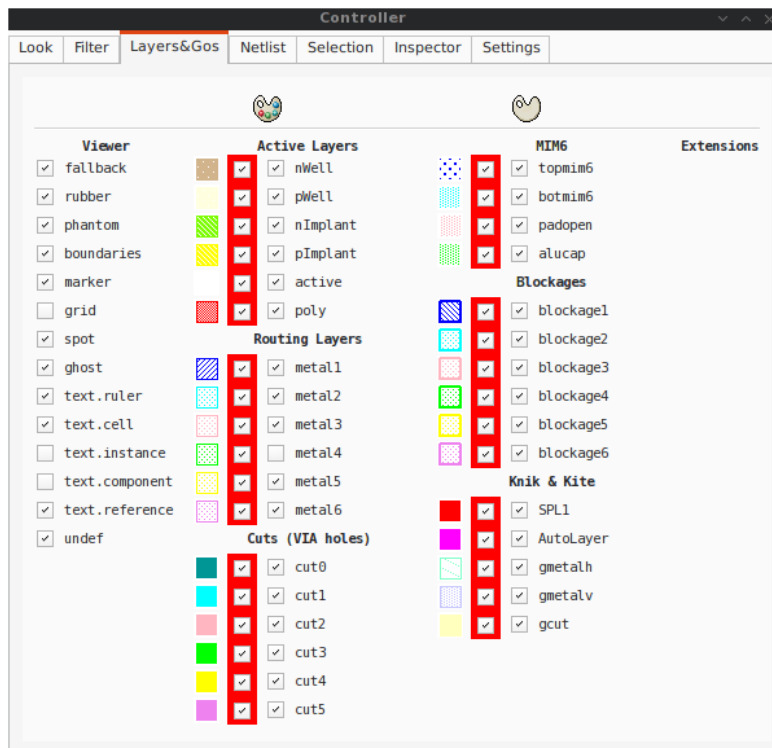 Controller
Look Filter Layers&Gos Netlist Selection Inspector Settings
Viewer Active Layers MIM6 Extensions
fallback nWell topmim6
rubber pWell botmim6
phantom nImplant padopen
boundaries pImplant alucap
marker active Blockages
grid poly blockage1
spot Routing Layers blockage2
ghost metal1 blockage3
text.ruler metal2 blockage4
text.cell metal3 blockage5
text.instance metal4 blockage6
text.component metal5 Knik & Kite
text.reference metal6 SPL1
undef Cuts (VIA holes) AutoLayer
cut0 gmetalh
cut1 gmetalv
cut2 gcut
cut3
cut4
cut5